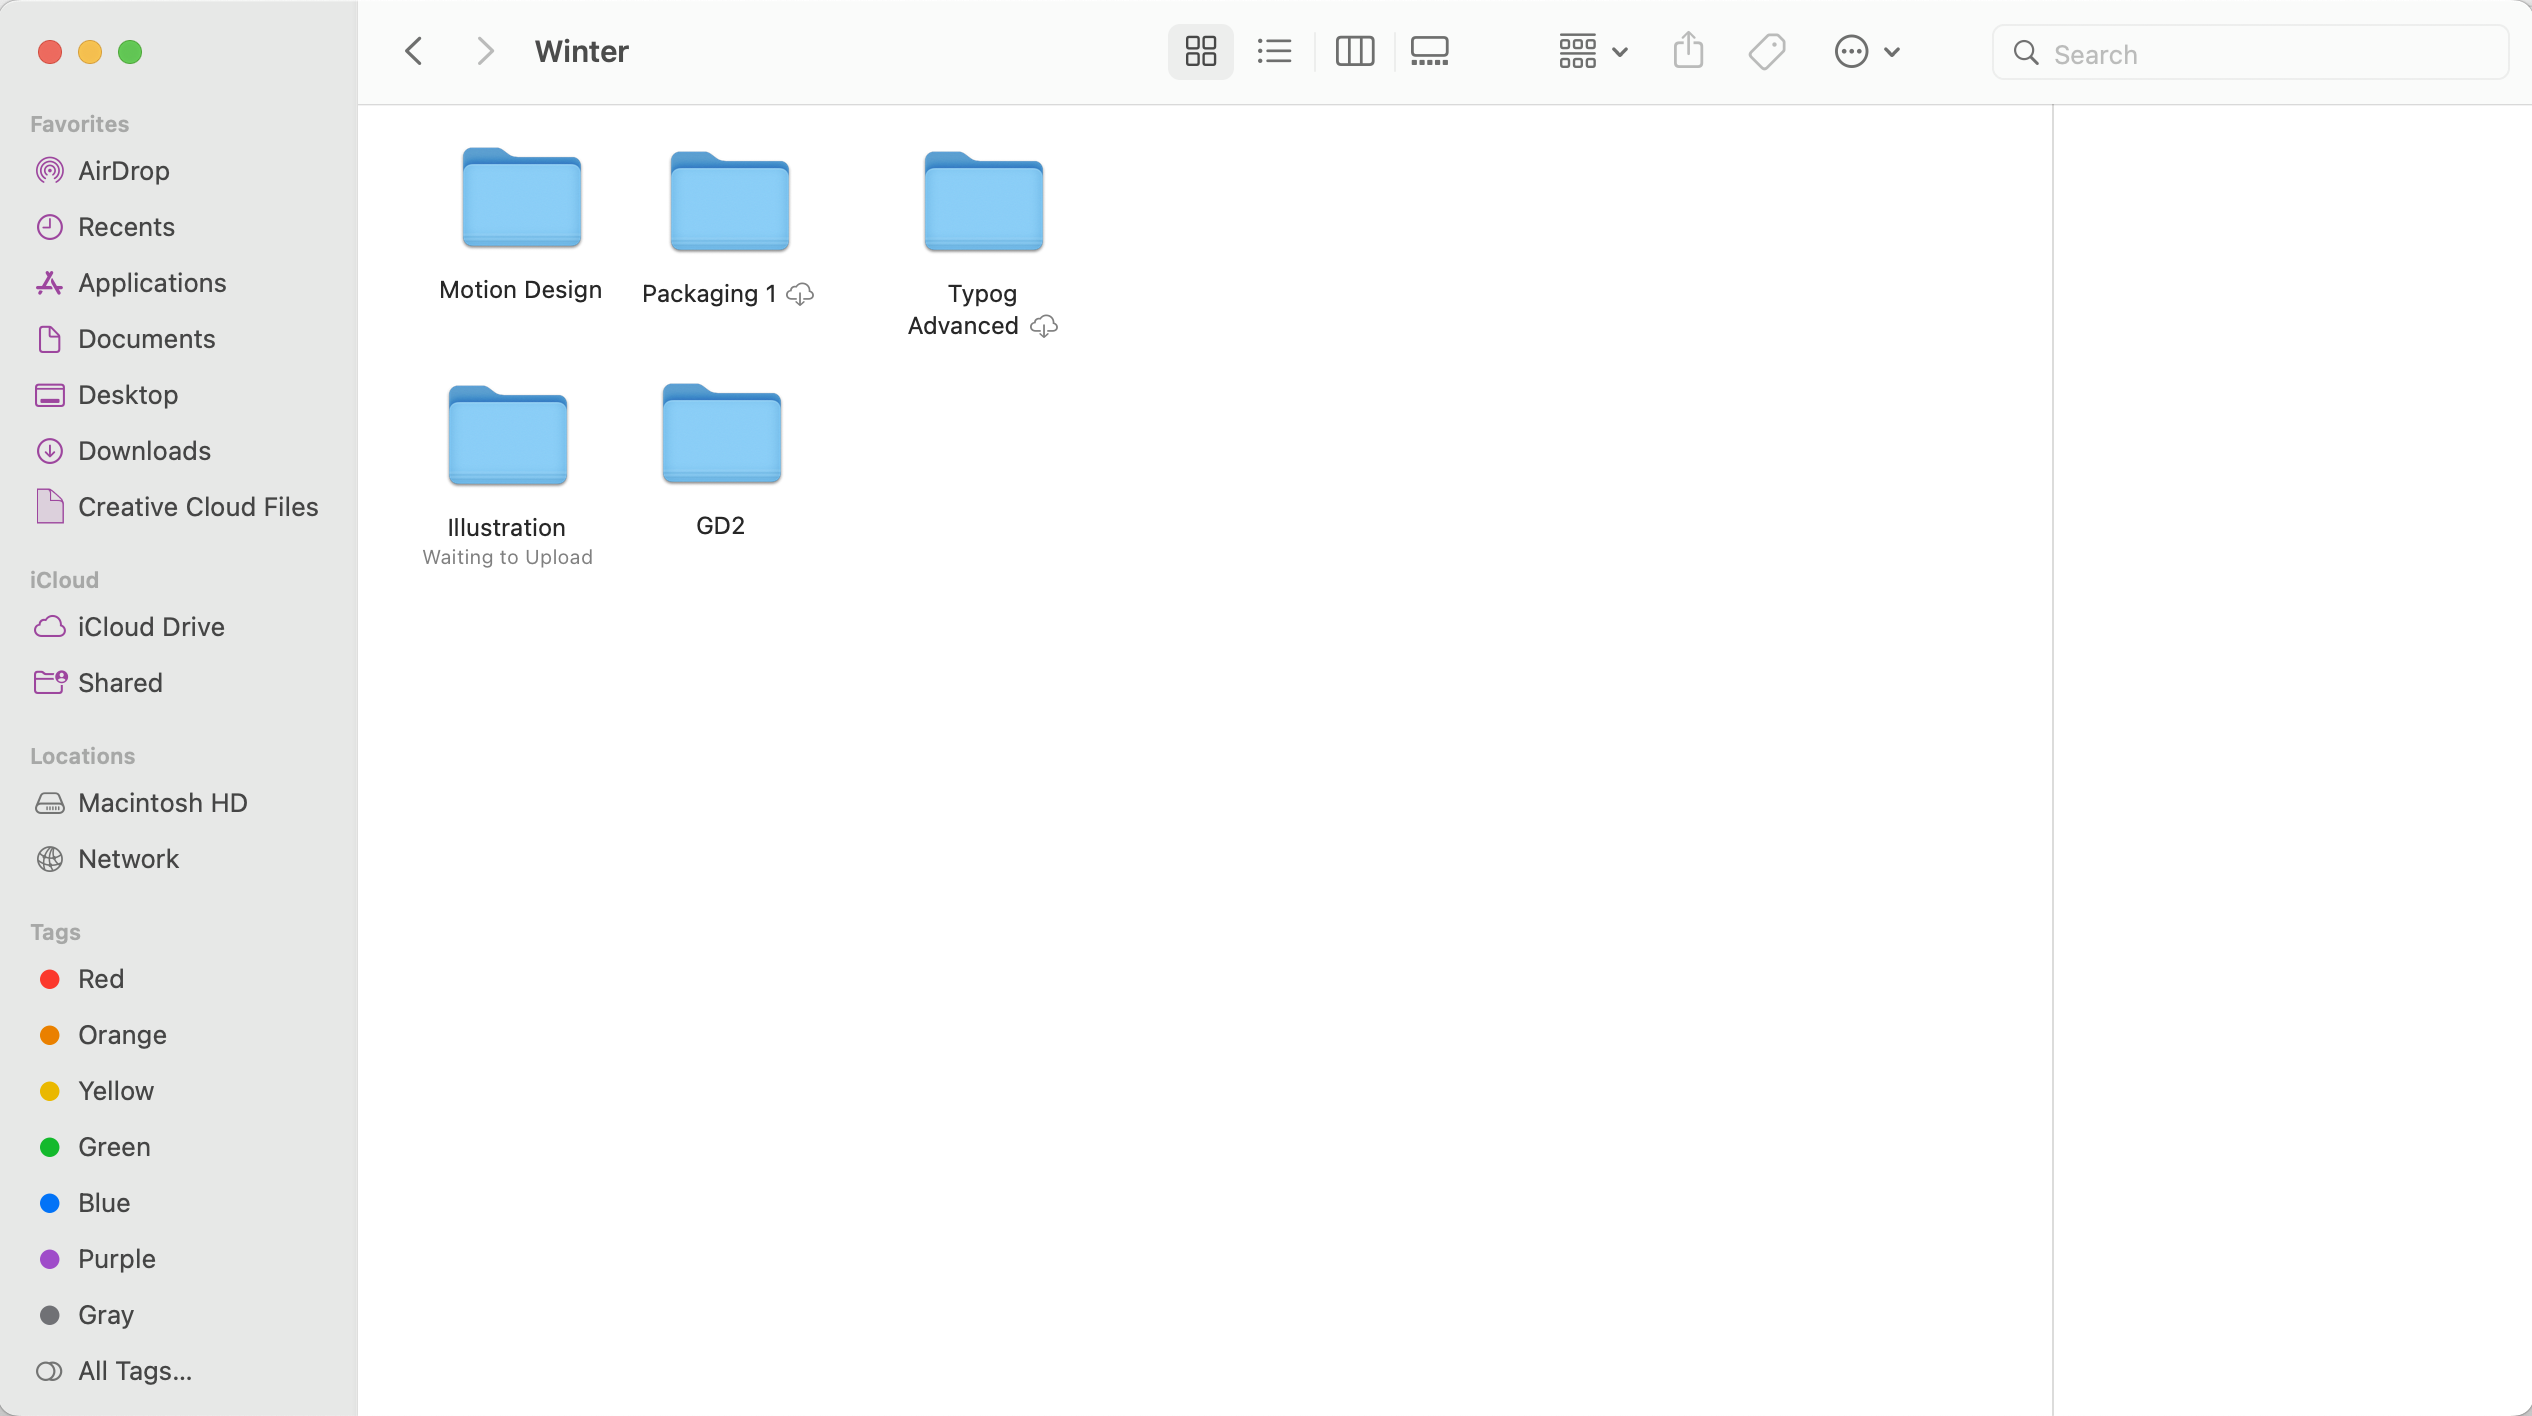 Winter
Search
Favorites
AirDrop
Recents
Applications
Documents
Desktop
Downloads
Creative Cloud Files
iCloud
iCloud Drive
Shared
Locations
Macintosh HD
Network
Tags
Red
Orange
Yellow
Green
Blue
Purple
Gray
All Tags...
Motion Design
Packaging 1
Typog
Advanced
Illustration
Waiting to Upload
GD2